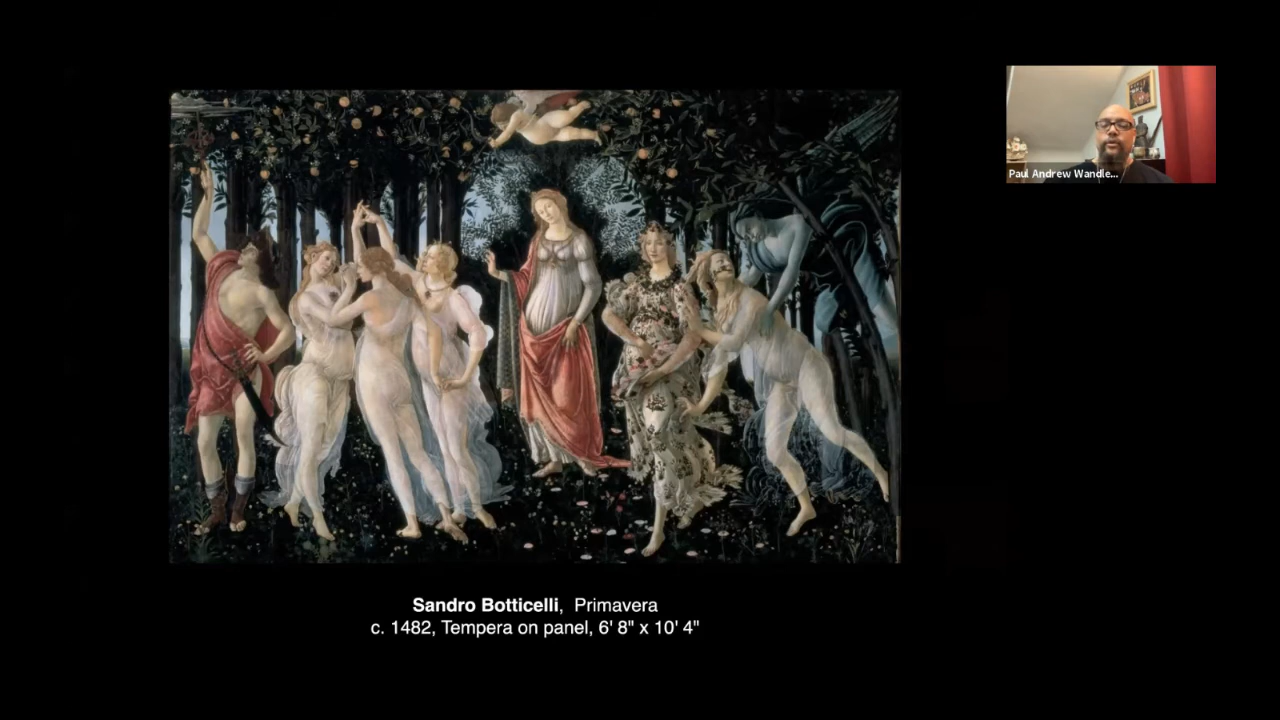 Paul Andrew Wandle...
Sandro Botticelli, Primavera
c. 1482, Tempera on panel, 6' 8" x 10' 4"